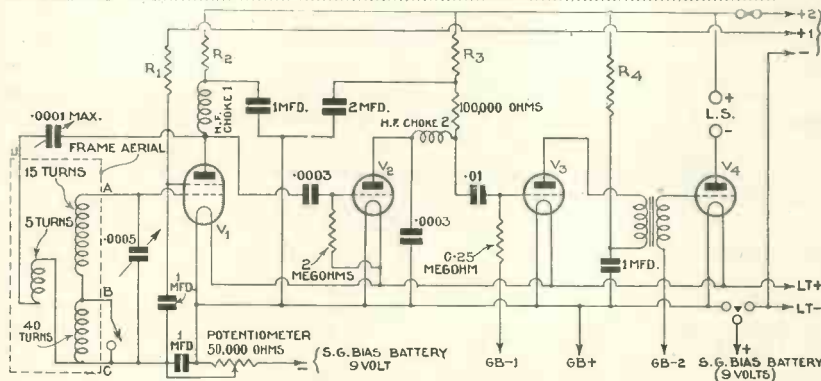 +2
+1
-
R1
R2
R3
R4
.0001 MAX.
H.F. CHOKE 1
1MFD.
2MFD.
100,000 OHMS
+
L.S.
-
FRAME AERIAL
H.F. CHOKE 2
15 TURNS
A
V1
.0003
V2
.01
V3
V4
5 TURNS
.0005
.0003
2 MEGOHMS
0.25 MEGOHM
1MFD.
LT+
B
1 MFD.
LT-
40 TURNS
1 MFD.
POTENTIOMETER
50,000 OHMS
-
S.G. BIAS BATTERY
9 VOLT
C
GB-1
GB+
GB-2
+
S.G. BIAS BATTERY
(9 VOLTS)